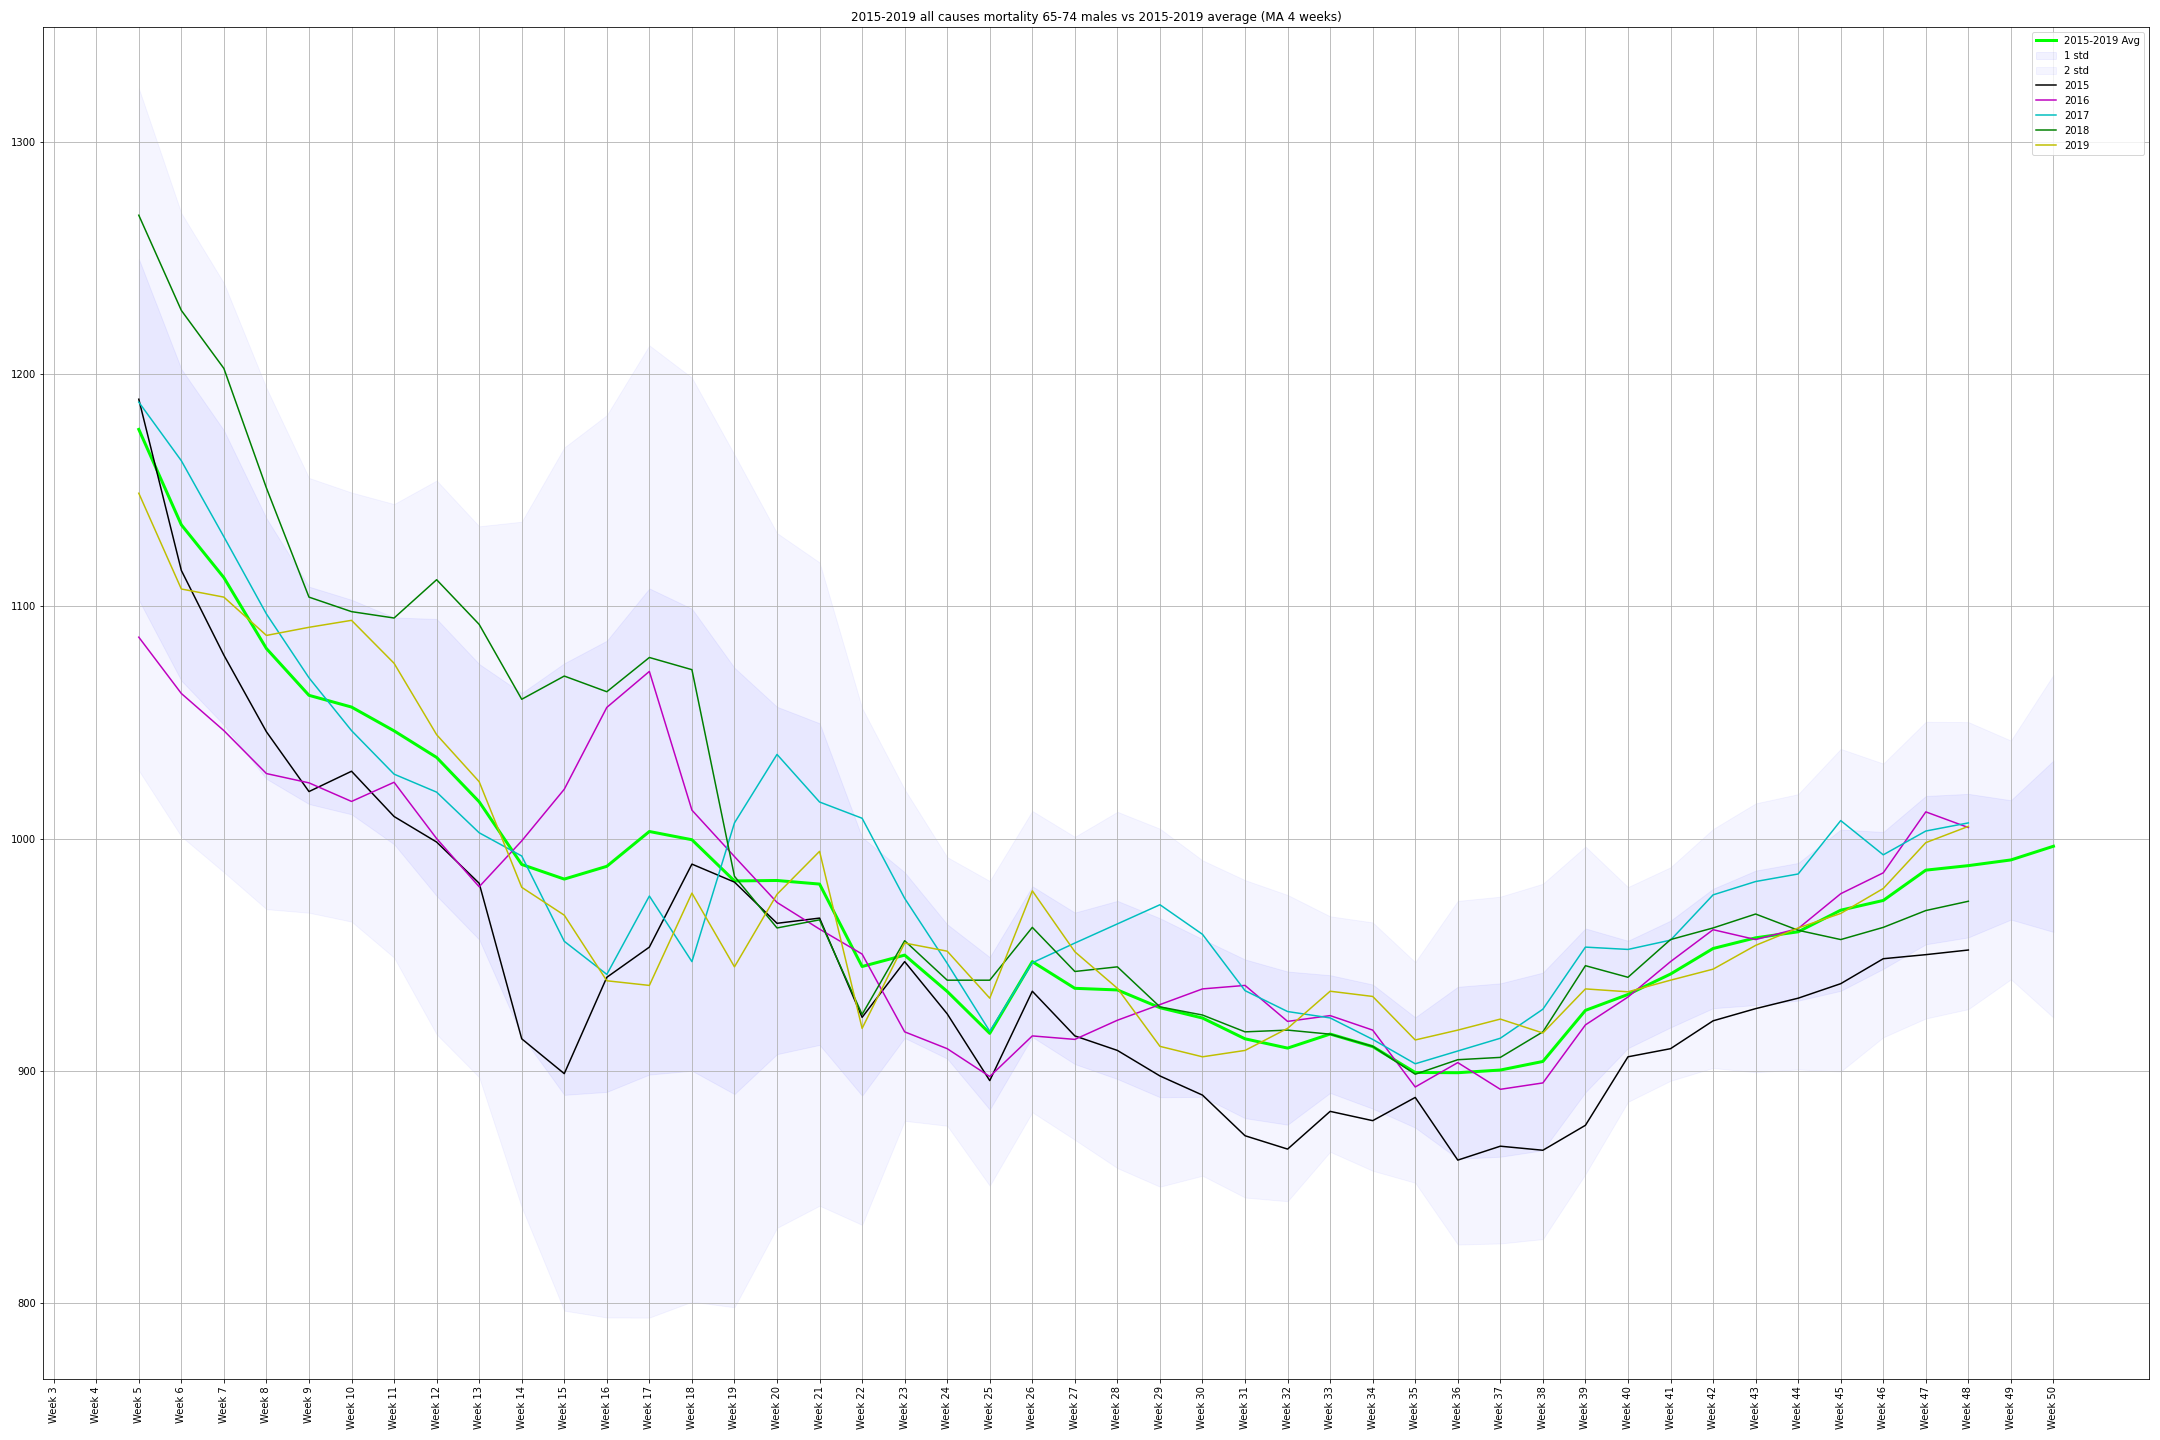 2015-2019 all causes mortality 65-74 males vs 2015-2019 average (MA 4 weeks)
2015-2019 Avg
1 std
2 std
2015
2016
2017
2018
2019
1300
1200
1100
1000
900
800
Week 3
Week 4
Week 5
Week 6
Week 7
Week 8
Week 9
Week 10
Week 11
Week 12
Week 13
Week 14
Week 15
Week 16
Week 17
Week 18
Week 19
Week 20
Week 21
Week 22
Week 23
Week 24
Week 25
Week 26
Week 27
Week 28
Week 29
Week 30
Week 31
Week 32
Week 33
Week 34
Week 35
Week 36
Week 37
Week 38
Week 39
Week 40
Week 41
Week 42
Week 43
Week 44
Week 45
Week 46
Week 47
Week 48
Week 49
Week 50